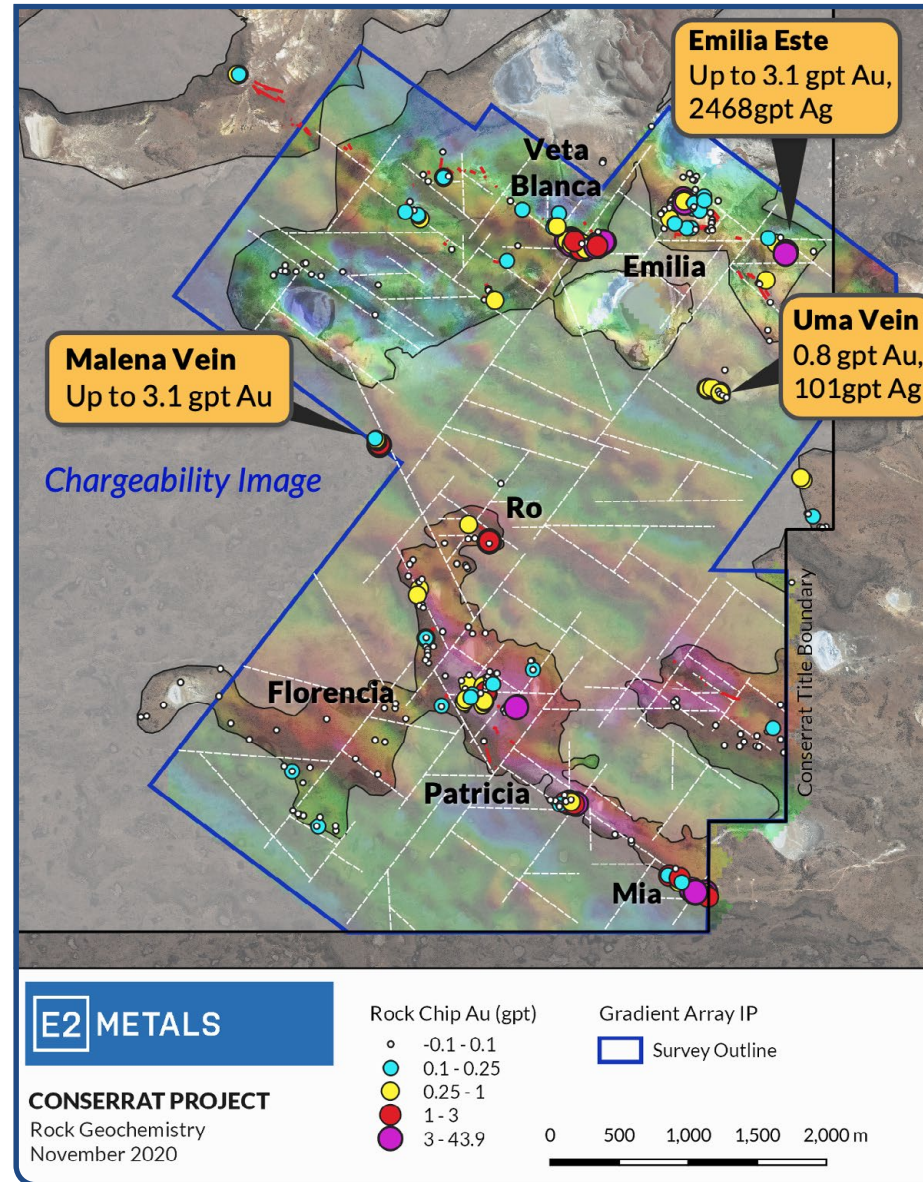 Emilia Este
Up to 3.1 gpt Au,
2468gpt Ag
Veta
Blanca
Emilia
Uma Vein
0.8 gpt Au,
101gpt Ag
Malena Vein
Up to 3.1 gpt Au
Chargeability Image
Ro
Florencia
Conserrat Title Boundary
Patricia
Mia
E2 METALS
CONSERRAT PROJECT
Rock Geochemistry
November 2020
Rock Chip Au (gpt)
-0.1 - 0.1
0.1 - 0.25
0.25 - 1
1 - 3
3 - 43.9
Gradient Array IP
Survey Outline
0 500 1,000 1,500 2,000 m